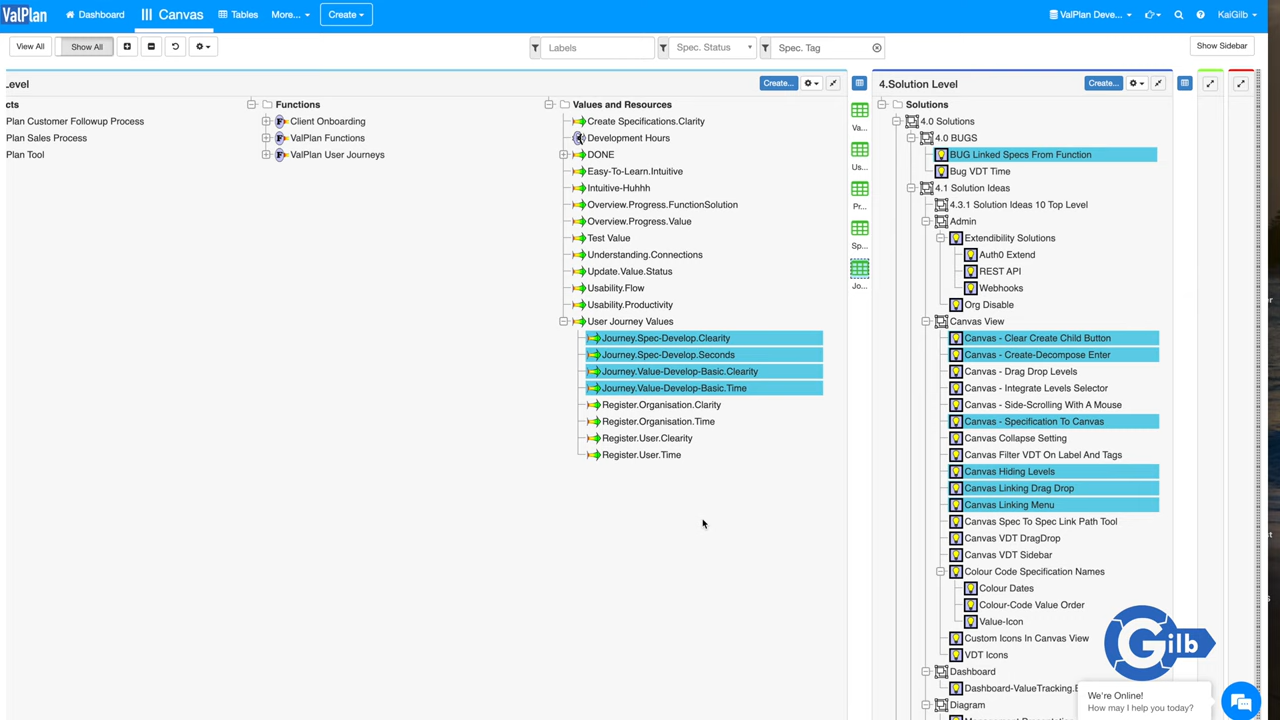 ValPlan
Dashboard
Canvas
Tables
More...
Create
ValPlan Deve...
KaiGilb
View All
Show All
Labels
Spec. Status
Spec. Tag
Show Sidebar
Level
Create...
cts
Plan Customer Followup Process
Plan Sales Process
Plan Tool
Functions
Client Onboarding
ValPlan Functions
ValPlan User Journeys
Values and Resources
Create Specifications.Clarity
Development Hours
DONE
Easy-To-Learn.Intuitive
Intuitive-Huhhh
Overview.Progress.FunctionSolution
Overview.Progress.Value
Test Value
Understanding.Connections
Update.Value.Status
Usability.Flow
Usability.Productivity
User Journey Values
Journey.Spec-Develop.Clearity
Journey.Spec-Develop.Seconds
Journey.Value-Develop-Basic.Clearity
Journey.Value-Develop-Basic.Time
Register.Organisation.Clarity
Register.Organisation.Time
Register.User.Clearity
Register.User.Time
Va...
Us...
Pr...
Sp...
Jo...
4.Solution Level
Create...
Solutions
4.0 Solutions
4.0 BUGS
BUG Linked Specs From Function
Bug VDT Time
4.1 Solution Ideas
4.3.1 Solution Ideas 10 Top Level
Admin
Extendibility Solutions
Auth0 Extend
REST API
Webhooks
Org Disable
Canvas View
Canvas - Clear Create Child Button
Canvas - Create-Decompose Enter
Canvas - Drag Drop Levels
Canvas - Integrate Levels Selector
Canvas - Side-Scrolling With A Mouse
Canvas - Specification To Canvas
Canvas Collapse Setting
Canvas Filter VDT On Label And Tags
Canvas Hiding Levels
Canvas Linking Drag Drop
Canvas Linking Menu
Canvas Spec To Spec Link Path Tool
Canvas VDT DragDrop
Canvas VDT Sidebar
Colour Code Specification Names
Colour Dates
Colour-Code Value Order
Value-Icon
Custom Icons In Canvas View
VDT Icons
Dashboard
Dashboard-ValueTracking.
Diagram
Gilb
We're Online!
How may I help you today?